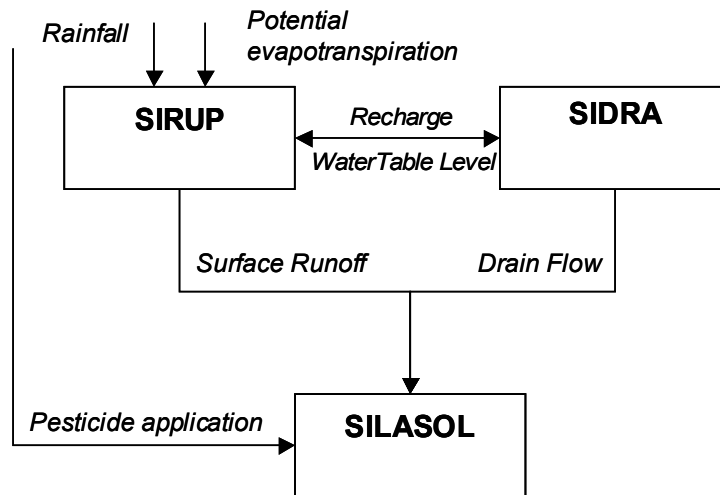 Rainfall
Potential
evapotranspiration
SIRUP
Recharge
WaterTable Level
SIDRA
Surface Runoff
Drain Flow
Pesticide application
SILASOL